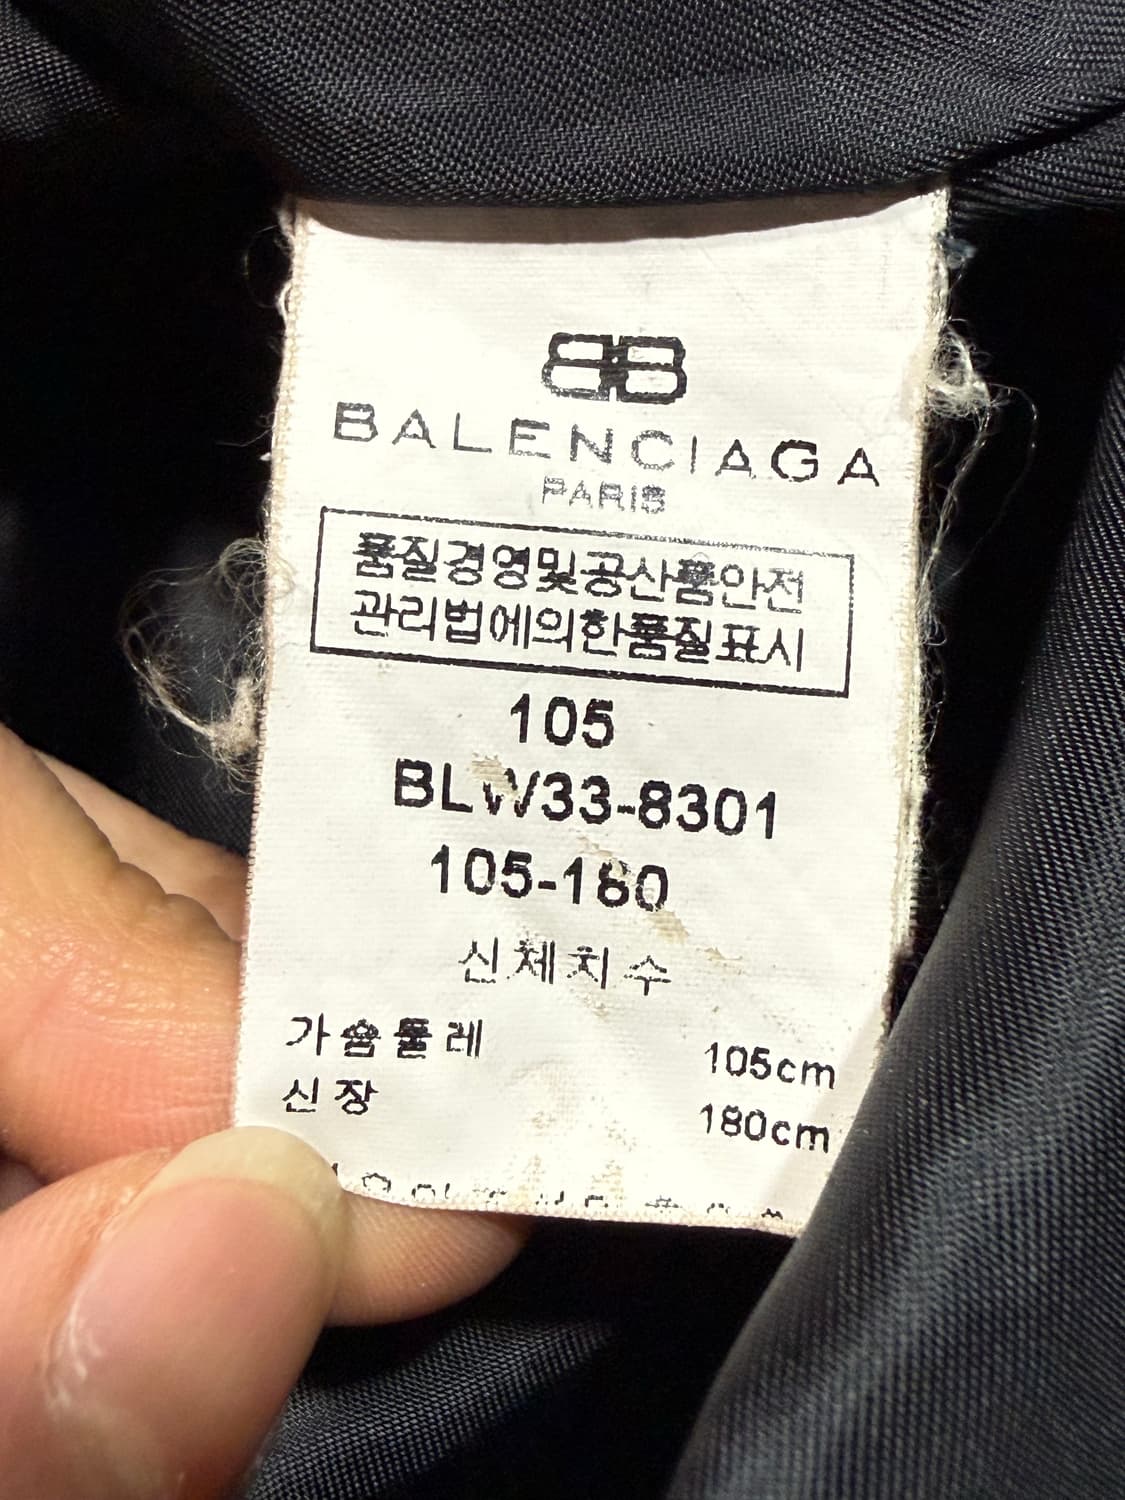 BB
BALENCIAGA
PARIS
품질경영및공산품안전
관리법에의한품질표시
105
BLW33-8301
105-180
신체치수
가슴둘레 105cm
신장 180cm